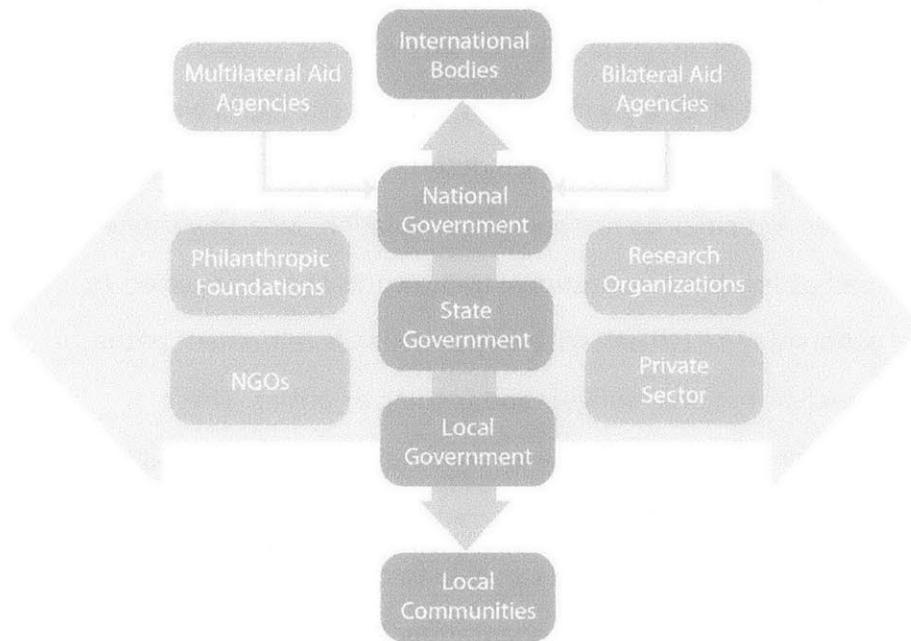 International
Bodies
Multilateral Aid
Agencies
Bilateral Aid
Agencies
National
Government
Philanthropic
Foundations
Research
Organizations
State
Government
NGOs
Private
Sector
Local
Government
Local
Communities